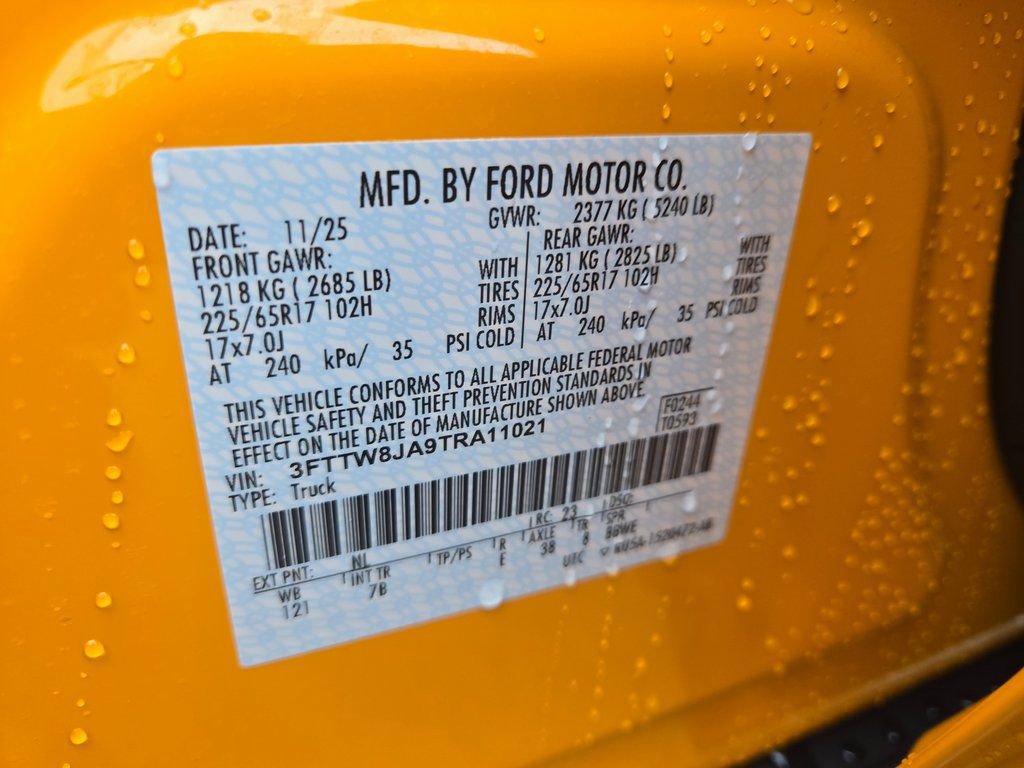 MFD. BY FORD MOTOR CO.
DATE: 11/25 GVWR: 2377 KG ( 5240 LB)
FRONT GAWR: REAR GAWR:
1218 KG ( 2685 LB) WITH 1281 KG ( 2825 LB) WITH
225/65R17 102H TIRES 225/65R17 102H TIRES
17x7.0J RIMS 17x7.0J RIMS
AT 240 kPa/ 35 PSI COLD AT 240 kPa/ 35 PSI COLD
THIS VEHICLE CONFORMS TO ALL APPLICABLE FEDERAL MOTOR
VEHICLE SAFETY AND THEFT PREVENTION STANDARDS IN
EFFECT ON THE DATE OF MANUFACTURE SHOWN ABOVE.
F0244
VIN: 3FTTW8JA9TRA11021 T0593
TYPE: Truck
EXT PNT: NL RC: 23 DSO:
WB INT TR TP/PS R AXLE TR SPR
121 7B E 38 8 BBWE
UTC